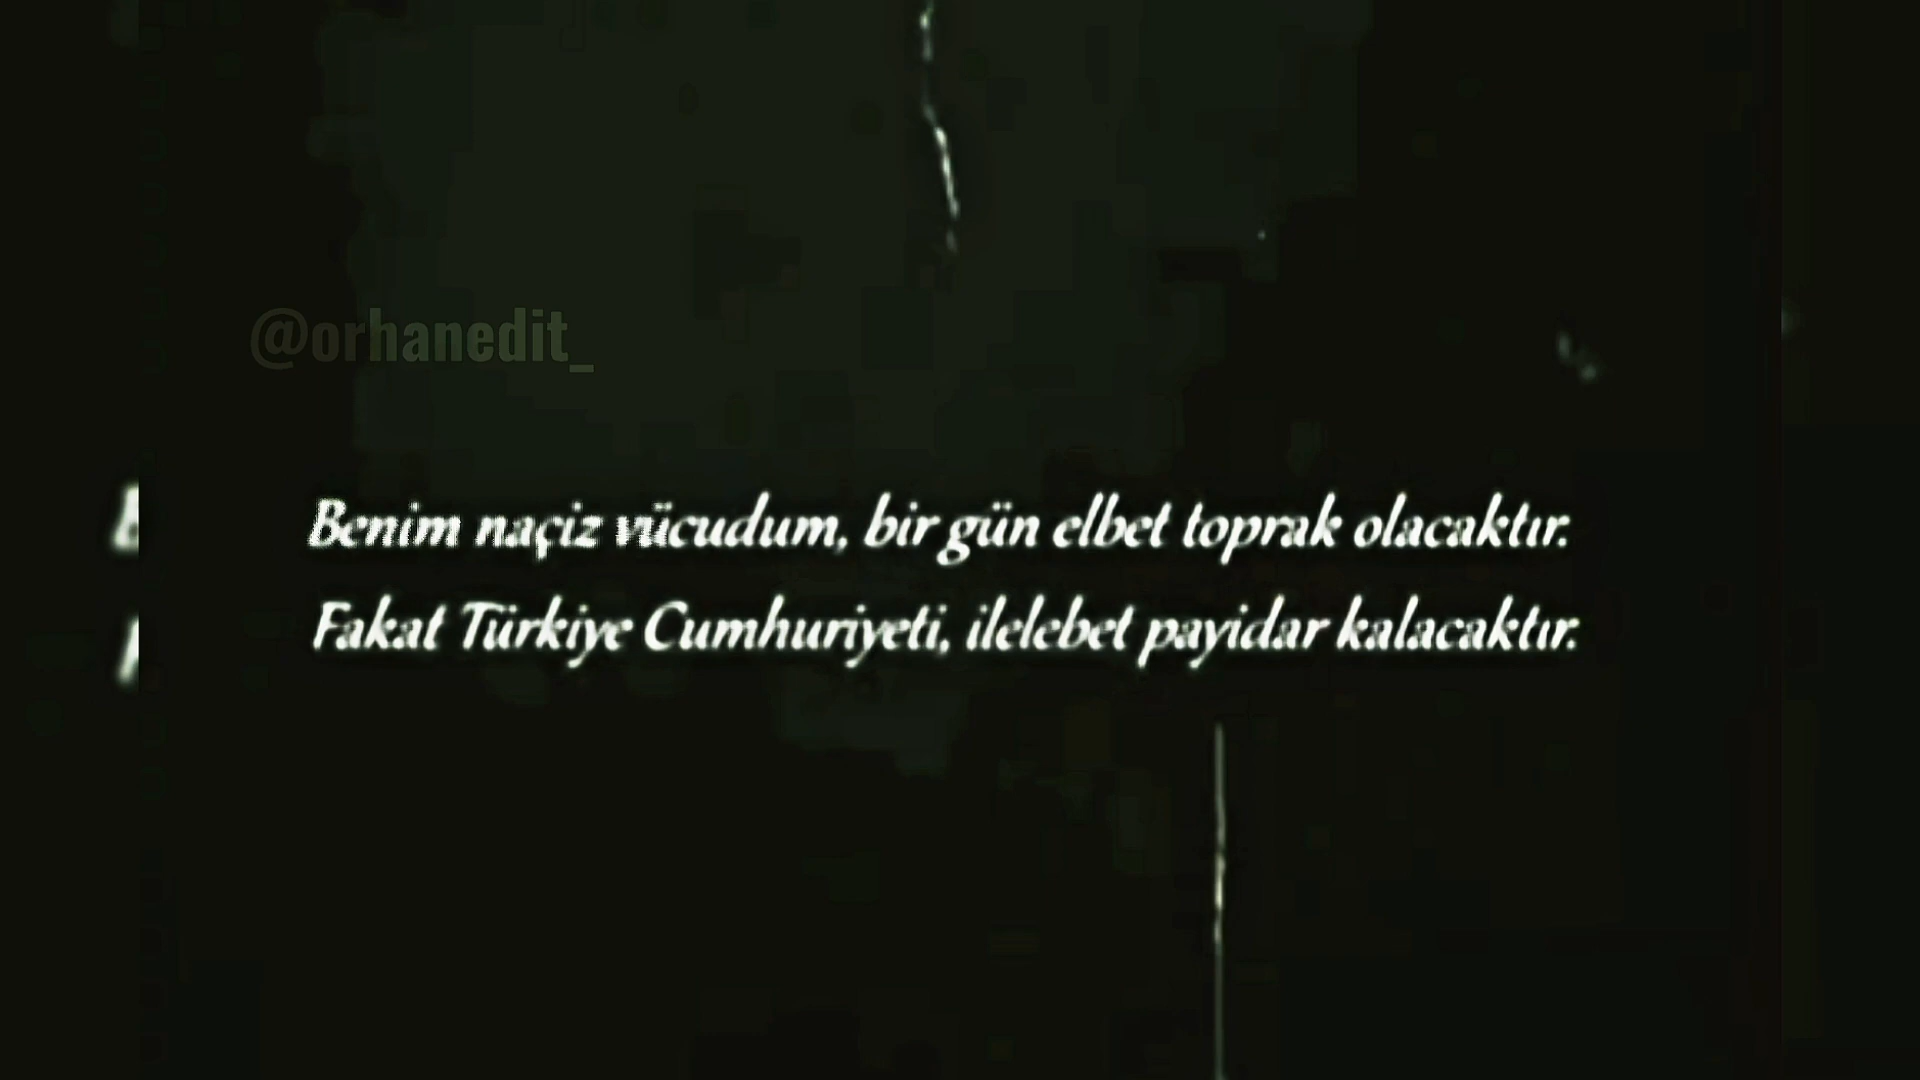 @orhanedit_
Benim naçiz vücudum, bir gün elbet toprak olacaktır.
Fakat Türkiye Cumhuriyeti, ilelebet payidar kalacaktır.